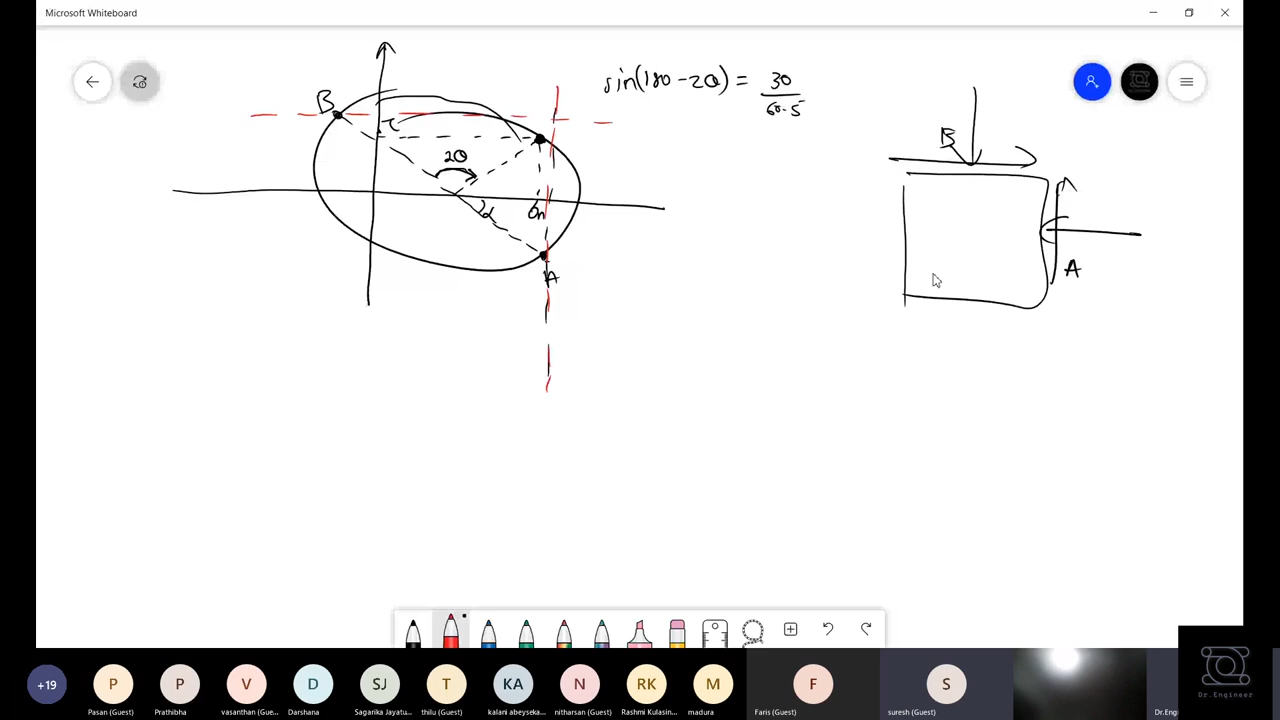 Microsoft Whiteboard
sin(180-2θ) = 30
60.5
B
τ
2θ
2α
σn
A
B
A
+19
P
P
V
D
SJ
T
KA
N
RK
M
F
S
Pasan (Guest)
Prathibha
vasanthan (Gue...
Darshana
Sagarika Jayatu...
thilu (Guest)
kalani abeyseka...
nitharsan (Guest)
Rashmi Kulasin...
madura
Faris (Guest)
suresh (Guest)
Dr.Eng
Dr.Engineer